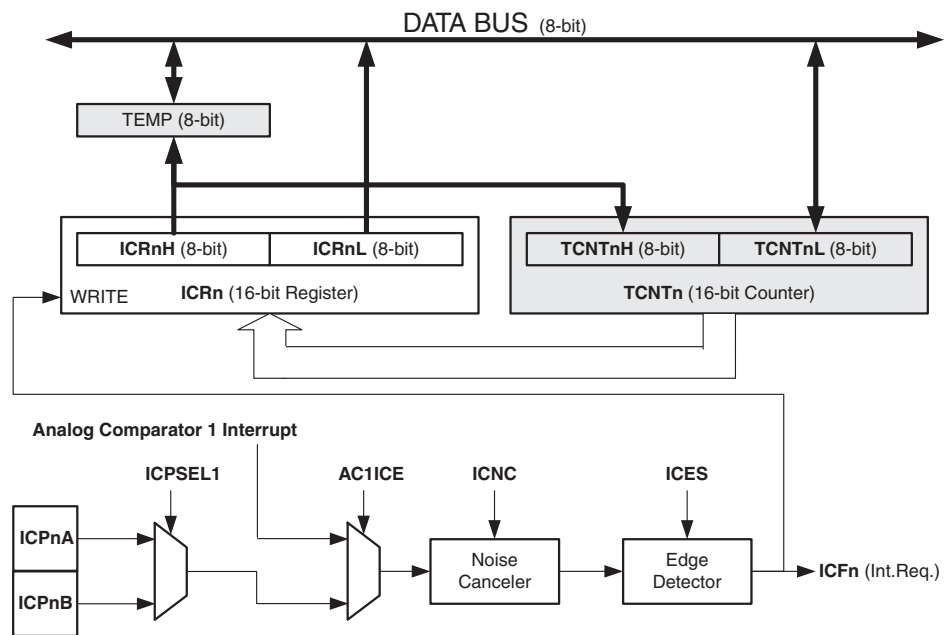 DATA BUS (8-bit)
TEMP (8-bit)
ICRnH (8-bit)
ICRnL (8-bit)
TCNTnH (8-bit)
TCNTnL (8-bit)
WRITE
ICRn (16-bit Register)
TCNTn (16-bit Counter)
Analog Comparator 1 Interrupt
ICPSEL1
AC1ICE
ICNC
ICES
ICPnA
ICPnB
Noise
Canceler
Edge
Detector
ICFn (Int.Req.)